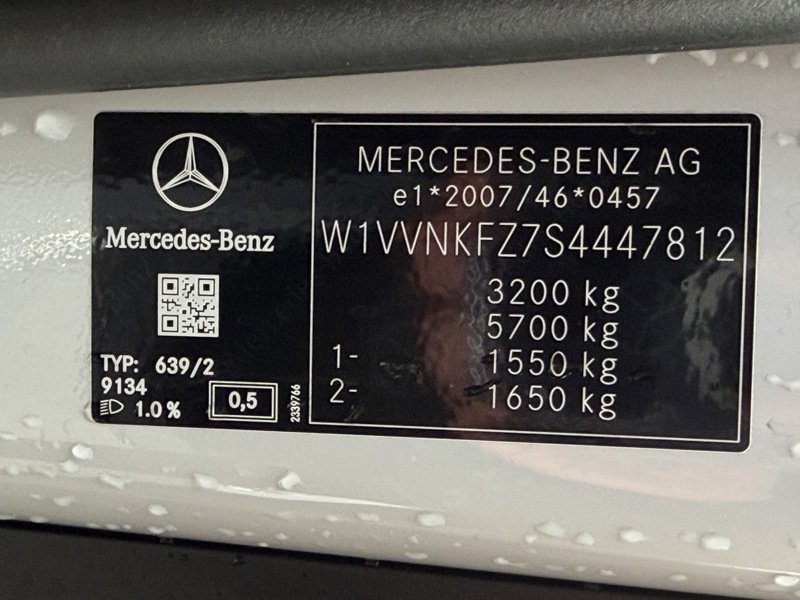 Mercedes-Benz
TYP: 639/2
9134
1.0 %
0,5
2339766
MERCEDES-BENZ AG
e1*2007/46*0457
W1VVNKFZ7S4447812
3200 kg
5700 kg
1- 1550 kg
2- 1650 kg